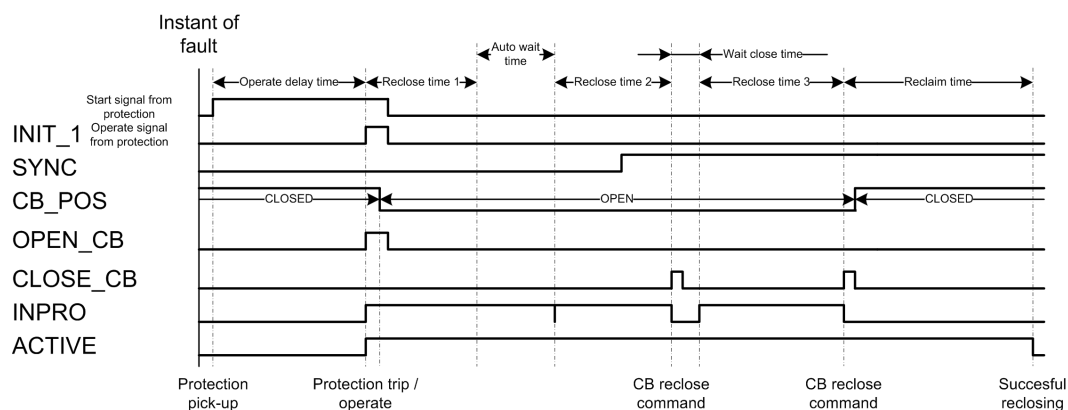 Instant of
fault
Auto wait
time
Wait close time
Operate delay time
Reclose time 1
Reclose time 2
Reclose time 3
Reclaim time
Start signal from
protection
INIT_1
Operate signal
from protection
SYNC
CB_POS
CLOSED
OPEN
CLOSED
OPEN_CB
CLOSE_CB
INPRO
ACTIVE
Protection
pick-up
Protection trip /
operate
CB reclose
command
CB reclose
command
Succesful
reclosing